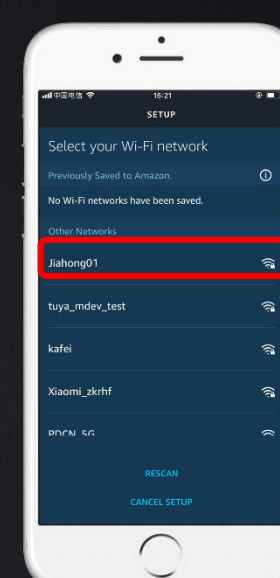 中国电信 15:21
SETUP
Select your Wi-Fi network
Previously Saved to Amazon.
No Wi-Fi networks have been saved.
Other Networks
Jiahong01
tuya_mdev_test
kafei
Xiaomi_zkrhf
PDCN_5G
RESCAN
CANCEL SETUP